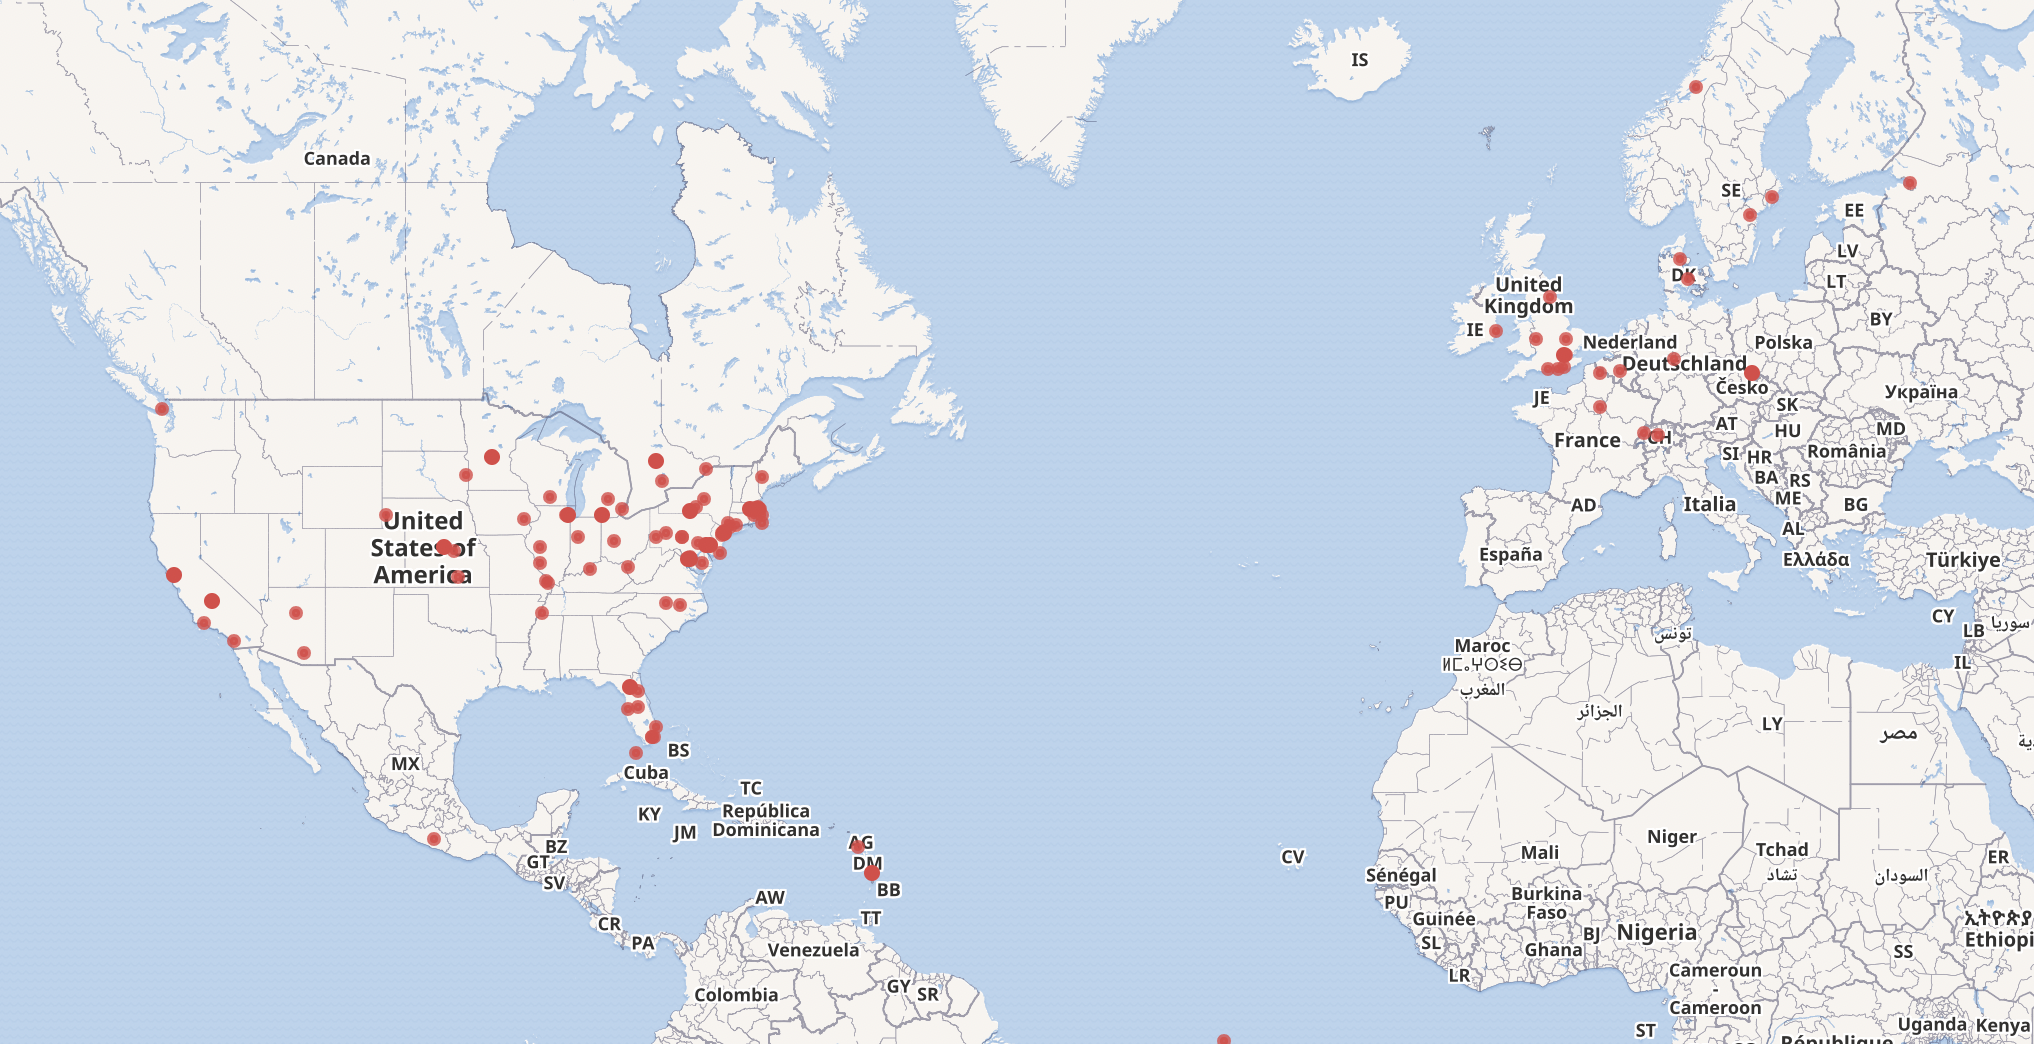 IS
Canada
SE
EE
LV
DK
LT
United
Kingdom
BY
IE
Nederland
Polska
Deutschland
Česko
Україна
JE
SK
AT
HU
MD
France
CH
SI
HR
România
BA
RS
ME
AD
Italia
BG
AL
United
States of
America
España
Ελλάδα
Türkiye
CY
LB
سوريا
تونس
Maroc
ⵍⵎⵖⵔⵉⴱ
المغرب
IL
الجزائر
LY
مصر
BS
MX
Cuba
TC
KY
República
Dominicana
JM
AG
BZ
GT
DM
SV
BB
AW
TT
CR
PA
Venezuela
Colombia
GY
SR
CV
Niger
Mali
Tchad
تشاد
ER
Sénégal
السودان
Burkina
Faso
PU
Guinée
BJ
Nigeria
SL
Ghana
SS
LR
Cameroun
-
Cameroon
ST
Uganda
Kenya